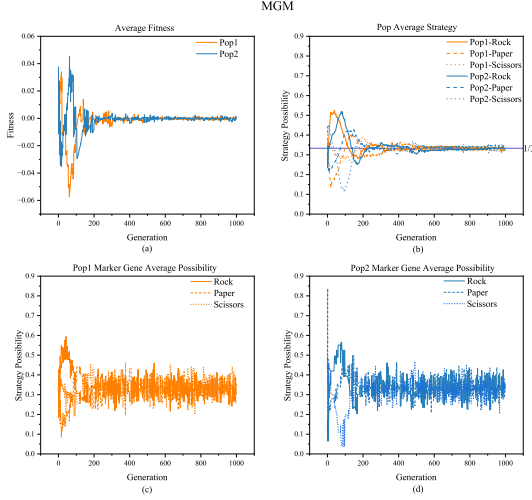 MGM
Average Fitness
Pop1
Pop2
0.06
0.04
0.02
0.00
−0.02
−0.04
−0.06
Fitness
0 200 400 600 800 1000
Generation
(a)
Pop Average Strategy
Pop1-Rock
Pop1-Paper
Pop1-Scissors
Pop2-Rock
Pop2-Paper
Pop2-Scissors
0.9
0.8
0.7
0.6
0.5
0.4
0.3
0.2
0.1
0.0
Strategy Possibility
0 200 400 600 800 1000
Generation
(b)
Pop1 Marker Gene Average Possibility
Rock
Paper
Scissors
0.9
0.8
0.7
0.6
0.5
0.4
0.3
0.2
0.1
0.0
Strategy Possibility
0 200 400 600 800 1000
Generation
(c)
Pop2 Marker Gene Average Possibility
Rock
Paper
Scissors
0.9
0.8
0.7
0.6
0.5
0.4
0.3
0.2
0.1
0.0
Strategy Possibility
0 200 400 600 800 1000
Generation
(d)